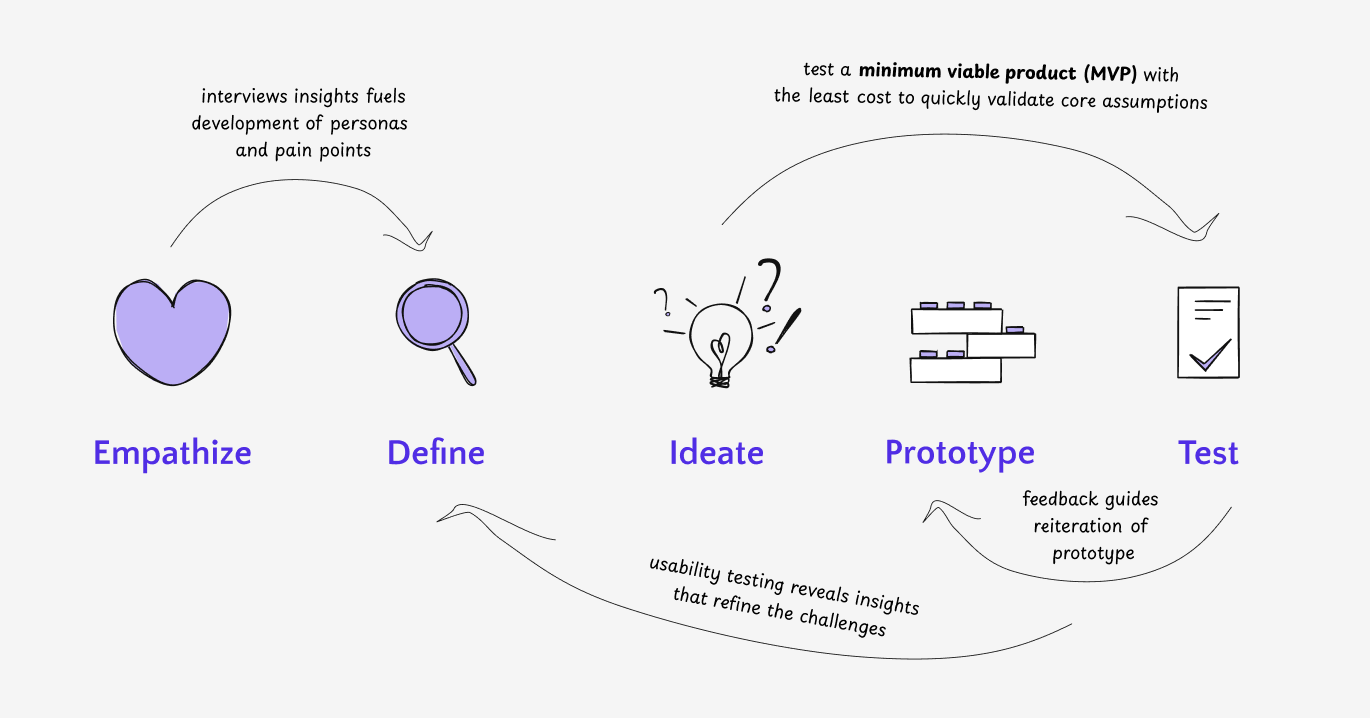 interviews insights fuels
development of personas
and pain points
test a minimum viable product (MVP) with
the least cost to quickly validate core assumptions
?
?
!
Empathize
Define
Ideate
Prototype
Test
feedback guides
reiteration of
prototype
usability testing reveals insights
that refine the challenges